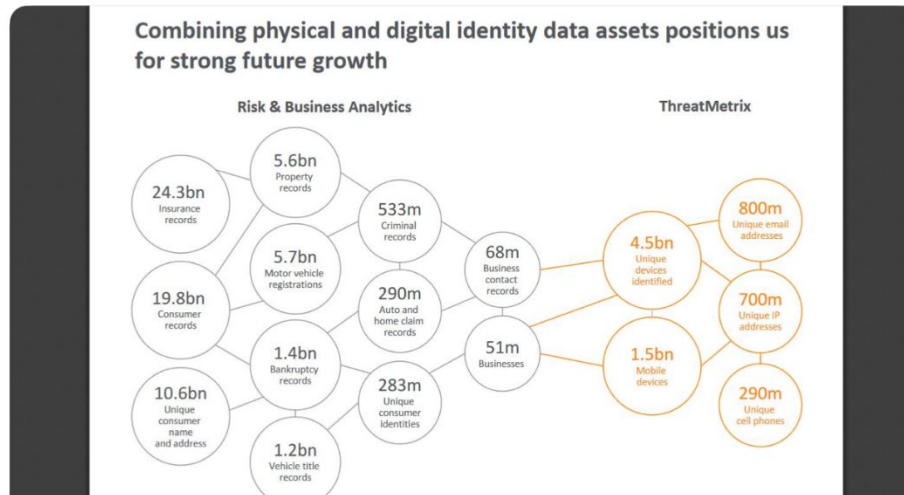 Combining physical and digital identity data assets positions us
for strong future growth
Risk & Business Analytics
ThreatMetrix
24.3bn
Insurance
records
19.8bn
Consumer
records
10.6bn
Unique
consumer
name
and address
5.6bn
Property
records
5.7bn
Motor vehicle
registrations
1.4bn
Bankruptcy
records
1.2bn
Vehicle title
records
533m
Criminal
records
290m
Auto and
home claim
records
283m
Unique
consumer
identities
68m
Business
contact
records
51m
Businesses
4.5bn
Unique
devices
identified
1.5bn
Mobile
devices
800m
Unique email
addresses
700m
Unique IP
addresses
290m
Unique
cell phones